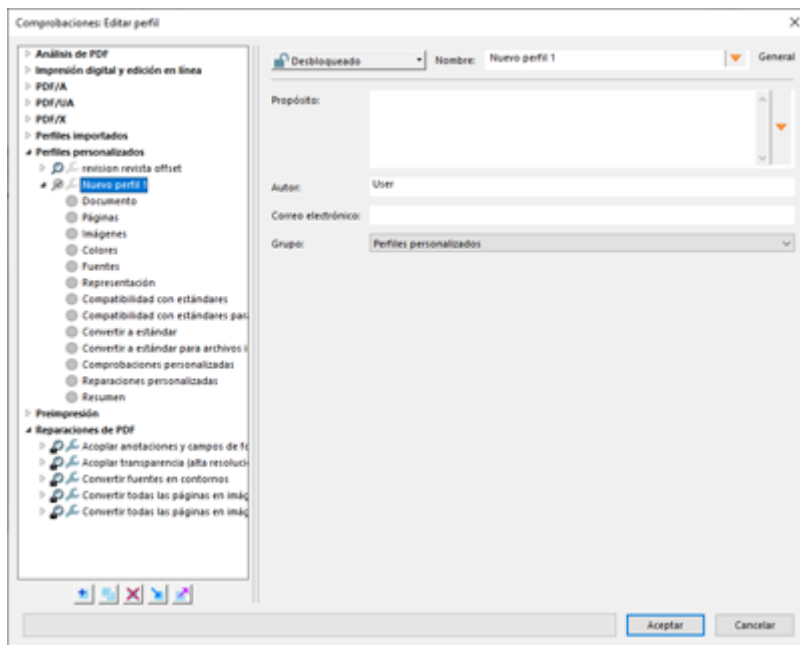 Comprobaciones: Editar perfil
Análisis de PDF
Impresión digital y edición en línea
PDF/A
PDF/UA
PDF/X
Perfiles importados
Perfiles personalizados
revision revista offset
Nuevo perfil 1
Documento
Páginas
Imágenes
Colores
Fuentes
Representación
Compatibilidad con estándares
Compatibilidad con estándares par
Convertir a estándar
Convertir a estándar para archivos i
Comprobaciones personalizadas
Reparaciones personalizadas
Resumen
Preimpresión
Reparaciones de PDF
Acoplar anotaciones y campos de fo
Acoplar transparencia (alta resoluci
Convertir fuentes en contornos
Convertir todas las páginas en imág
Convertir todas las páginas en imág
Desbloqueado
Nombre: Nuevo perfil 1
General
Propósito:
Autor: User
Correo electrónico:
Grupo: Perfiles personalizados
Aceptar
Cancelar